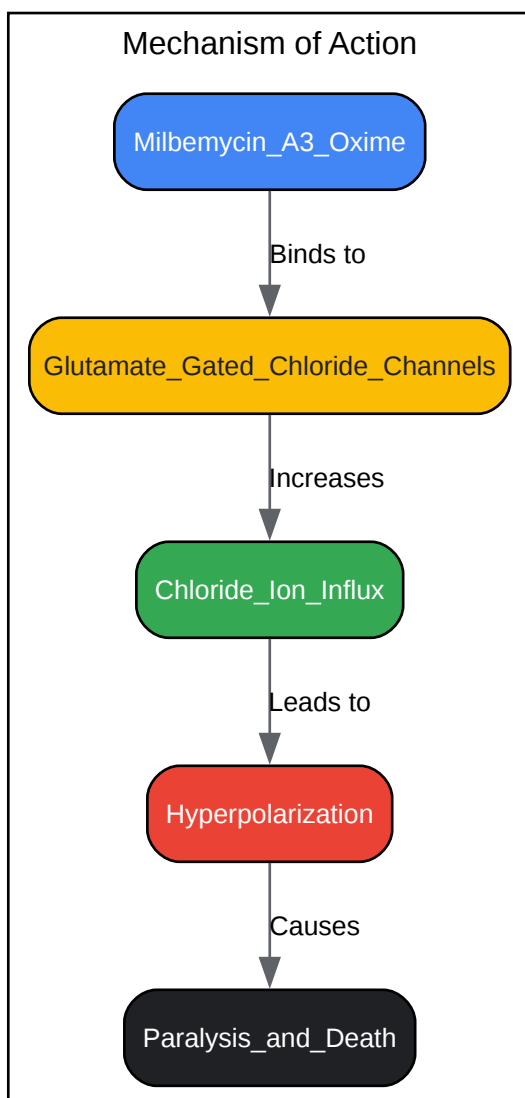 Mechanism of Action
Milbemycin_A3_Oxime
Binds to
Glutamate_Gated_Chloride_Channels
Increases
Chloride_Ion_Influx
Leads to
Hyperpolarization
Causes
Paralysis_and_Death